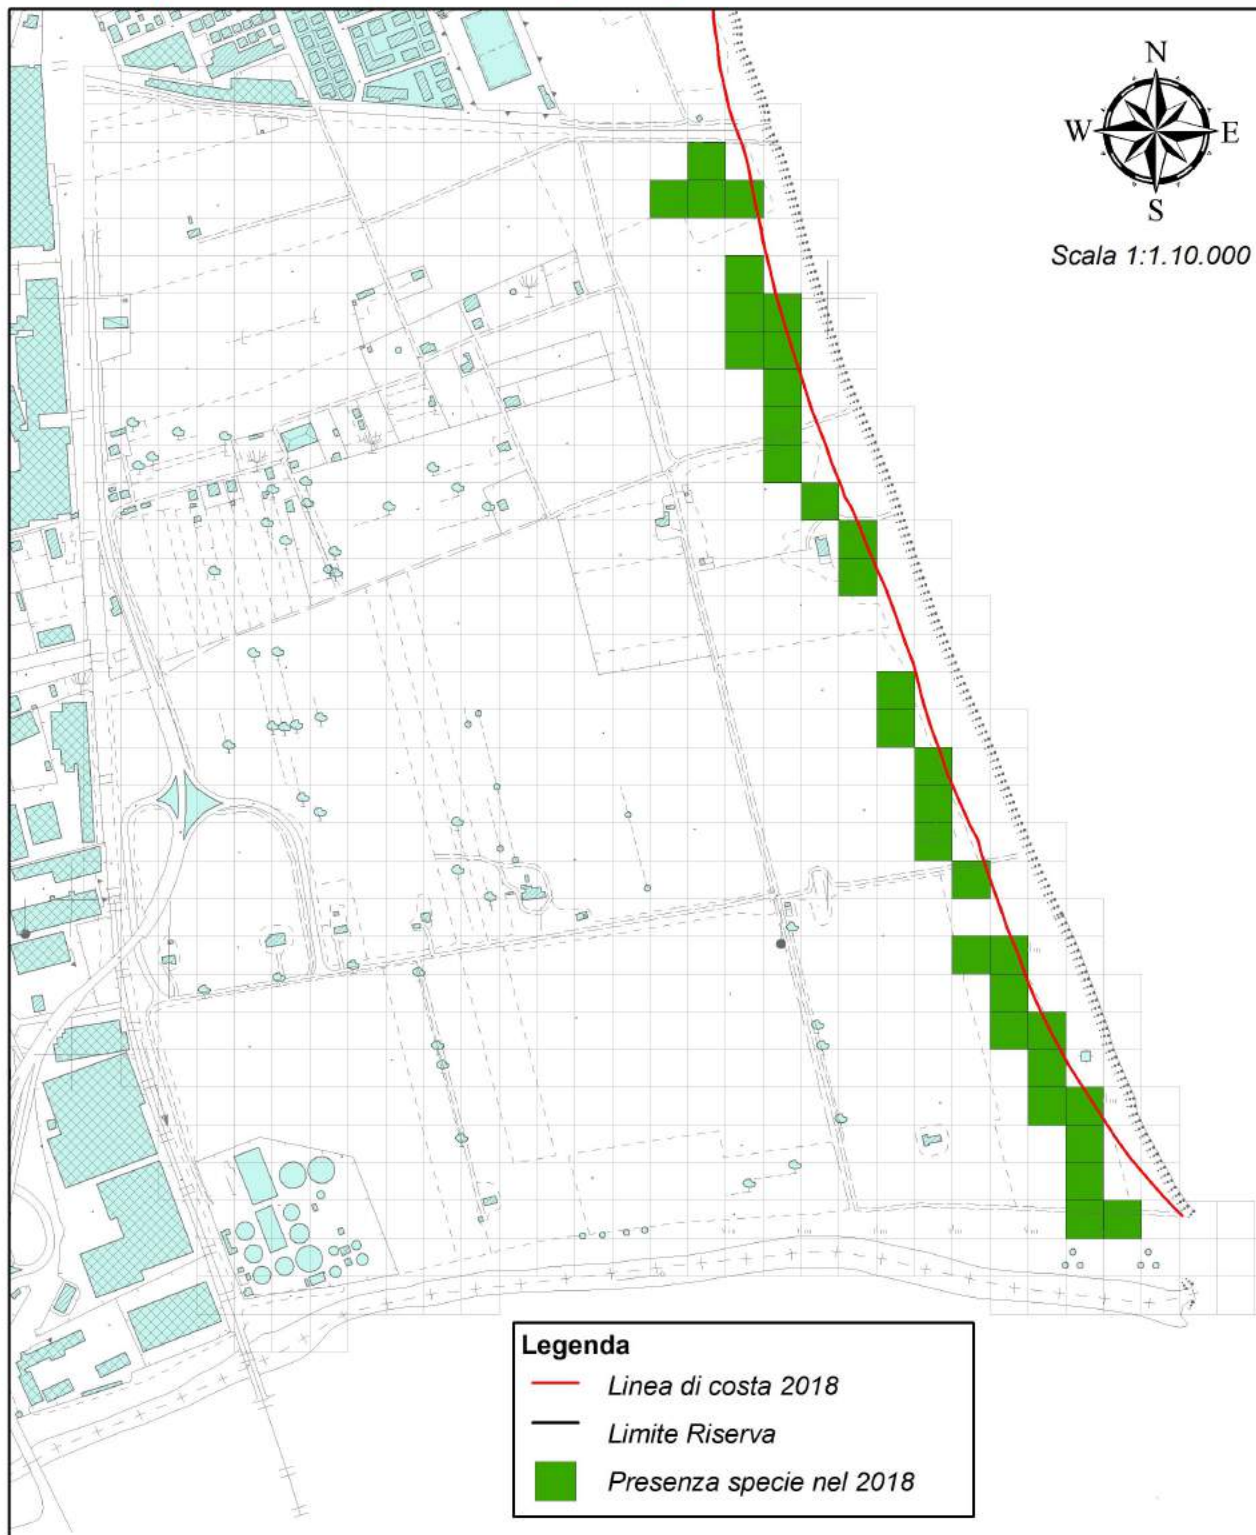 N
W E
S
Scala 1:1.10.000
Legenda
Linea di costa 2018
Limite Riserva
Presenza specie nel 2018